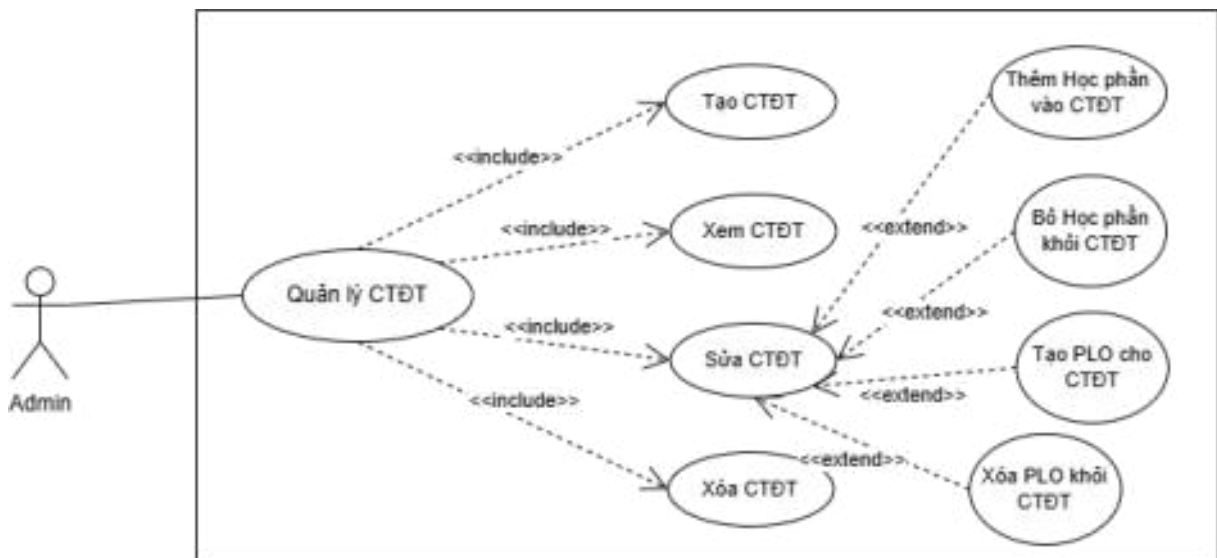 Tạo CTĐT
Thêm Học phần
vào CTĐT
<<include>>
<<include>>
Xem CTĐT
<<extend>>
Bỏ Học phần
khỏi CTĐT
Quản lý CTĐT
<<include>>
<<extend>>
Sửa CTĐT
Tạo PLO cho
CTĐT
Admin
<<include>>
<<extend>>
<<extend>>
Xóa CTĐT
Xóa PLO khỏi
CTĐT